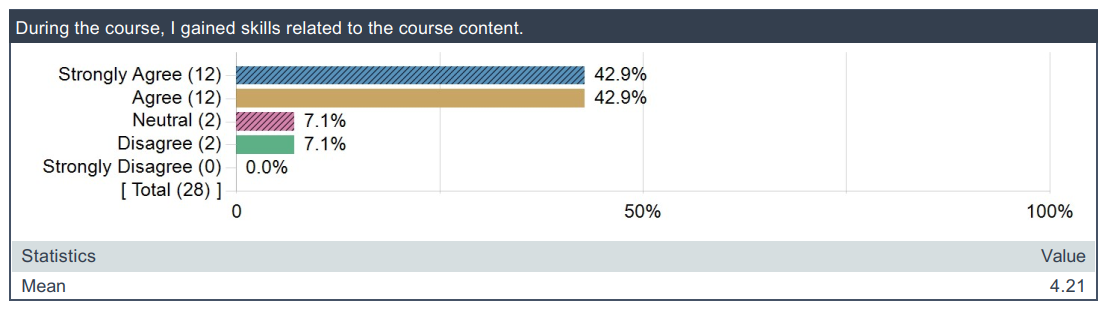 During the course, I gained skills related to the course content.
Strongly Agree (12) 42.9%
Agree (12) 42.9%
Neutral (2) 7.1%
Disagree (2) 7.1%
Strongly Disagree (0) 0.0%
[ Total (28) ]
0 50% 100%
Statistics Value
Mean 4.21